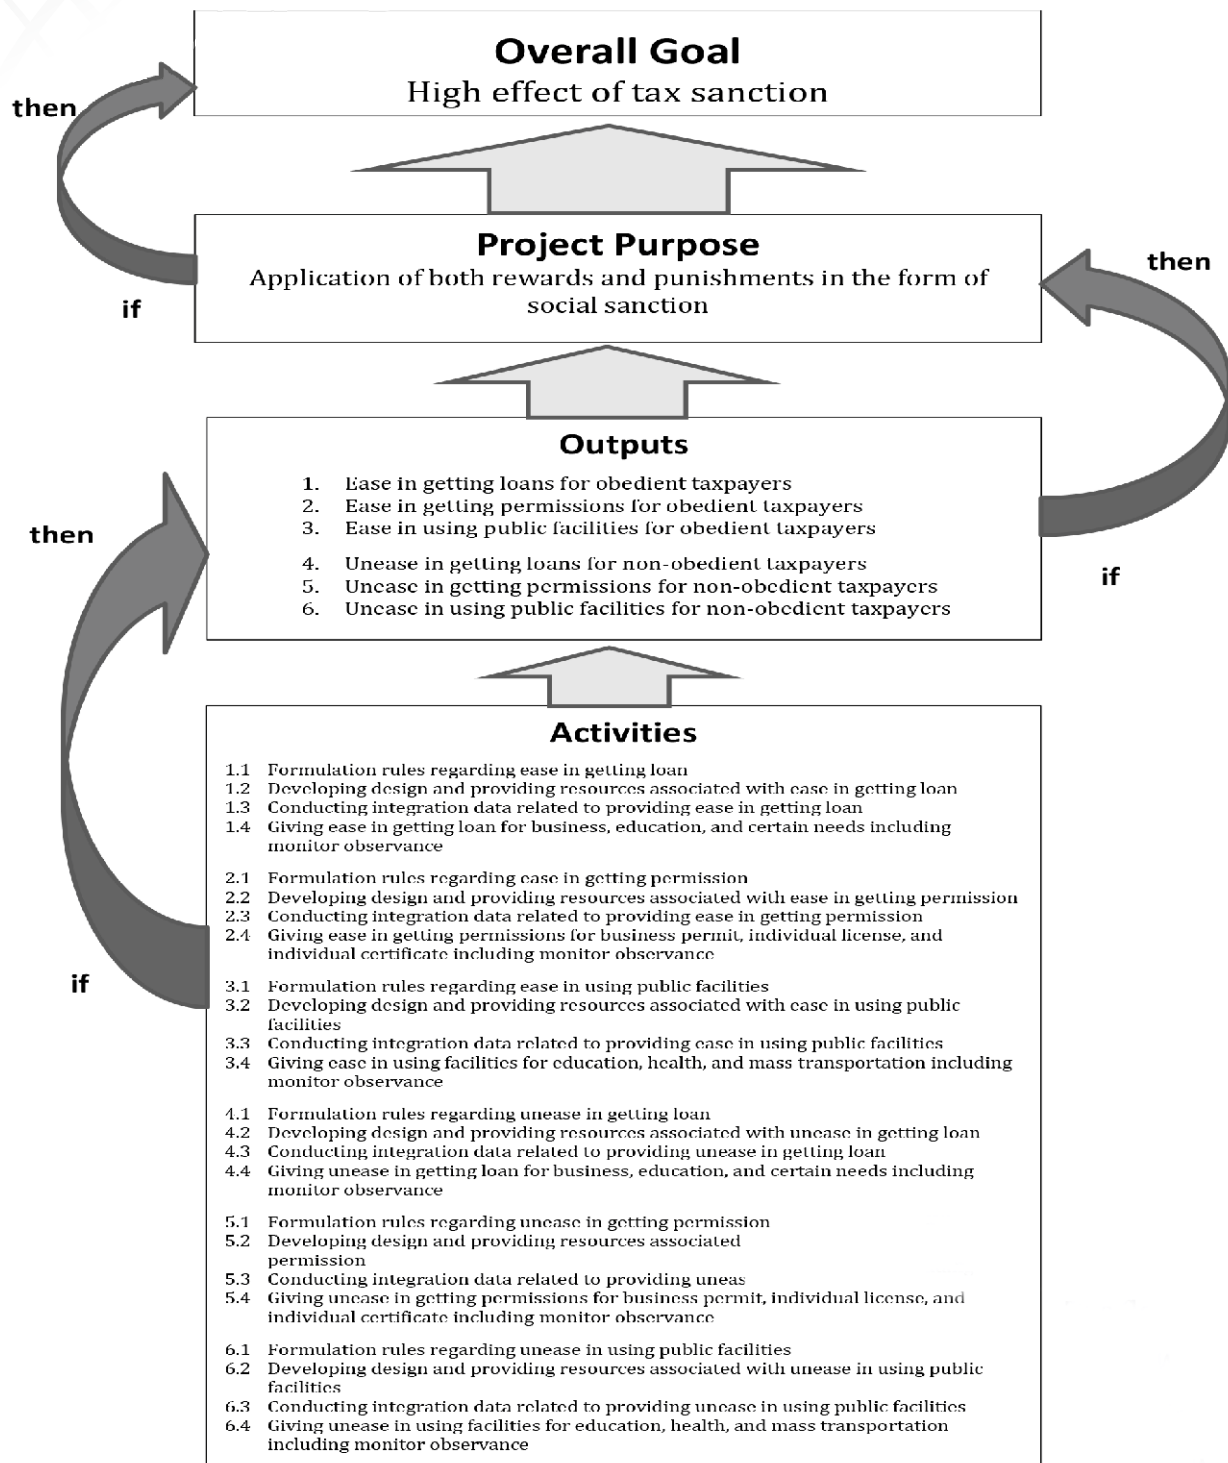 Overall Goal
High effect of tax sanction
then
if
Project Purpose
Application of both rewards and punishments in the form of
social sanction
then
if
Outputs
1. Ease in getting loans for obedient taxpayers
2. Ease in getting permissions for obedient taxpayers
3. Ease in using public facilities for obedient taxpayers
4. Unease in getting loans for non-obedient taxpayers
5. Unease in getting permissions for non-obedient taxpayers
6. Unease in using public facilities for non-obedient taxpayers
then
if
Activities
1.1 Formulation rules regarding ease in getting loan
1.2 Developing design and providing resources associated with ease in getting loan
1.3 Conducting integration data related to providing ease in getting loan
1.4 Giving ease in getting loan for business, education, and certain needs including
monitor observance
2.1 Formulation rules regarding ease in getting permission
2.2 Developing design and providing resources associated with ease in getting permission
2.3 Conducting integration data related to providing ease in getting permission
2.4 Giving ease in getting permissions for business permit, individual license, and
individual certificate including monitor observance
3.1 Formulation rules regarding ease in using public facilities
3.2 Developing design and providing resources associated with ease in using public
facilities
3.3 Conducting integration data related to providing ease in using public facilities
3.4 Giving ease in using facilities for education, health, and mass transportation including
monitor observance
4.1 Formulation rules regarding unease in getting loan
4.2 Developing design and providing resources associated with unease in getting loan
4.3 Conducting integration data related to providing unease in getting loan
4.4 Giving unease in getting loan for business, education, and certain needs including
monitor observance
5.1 Formulation rules regarding unease in getting permission
5.2 Developing design and providing resources associated
permission
5.3 Conducting integration data related to providing uneas
5.4 Giving unease in getting permissions for business permit, individual license, and
individual certificate including monitor observance
6.1 Formulation rules regarding unease in using public facilities
6.2 Developing design and providing resources associated with unease in using public
facilities
6.3 Conducting integration data related to providing unease in using public facilities
6.4 Giving unease in using facilities for education, health, and mass transportation
including monitor observance